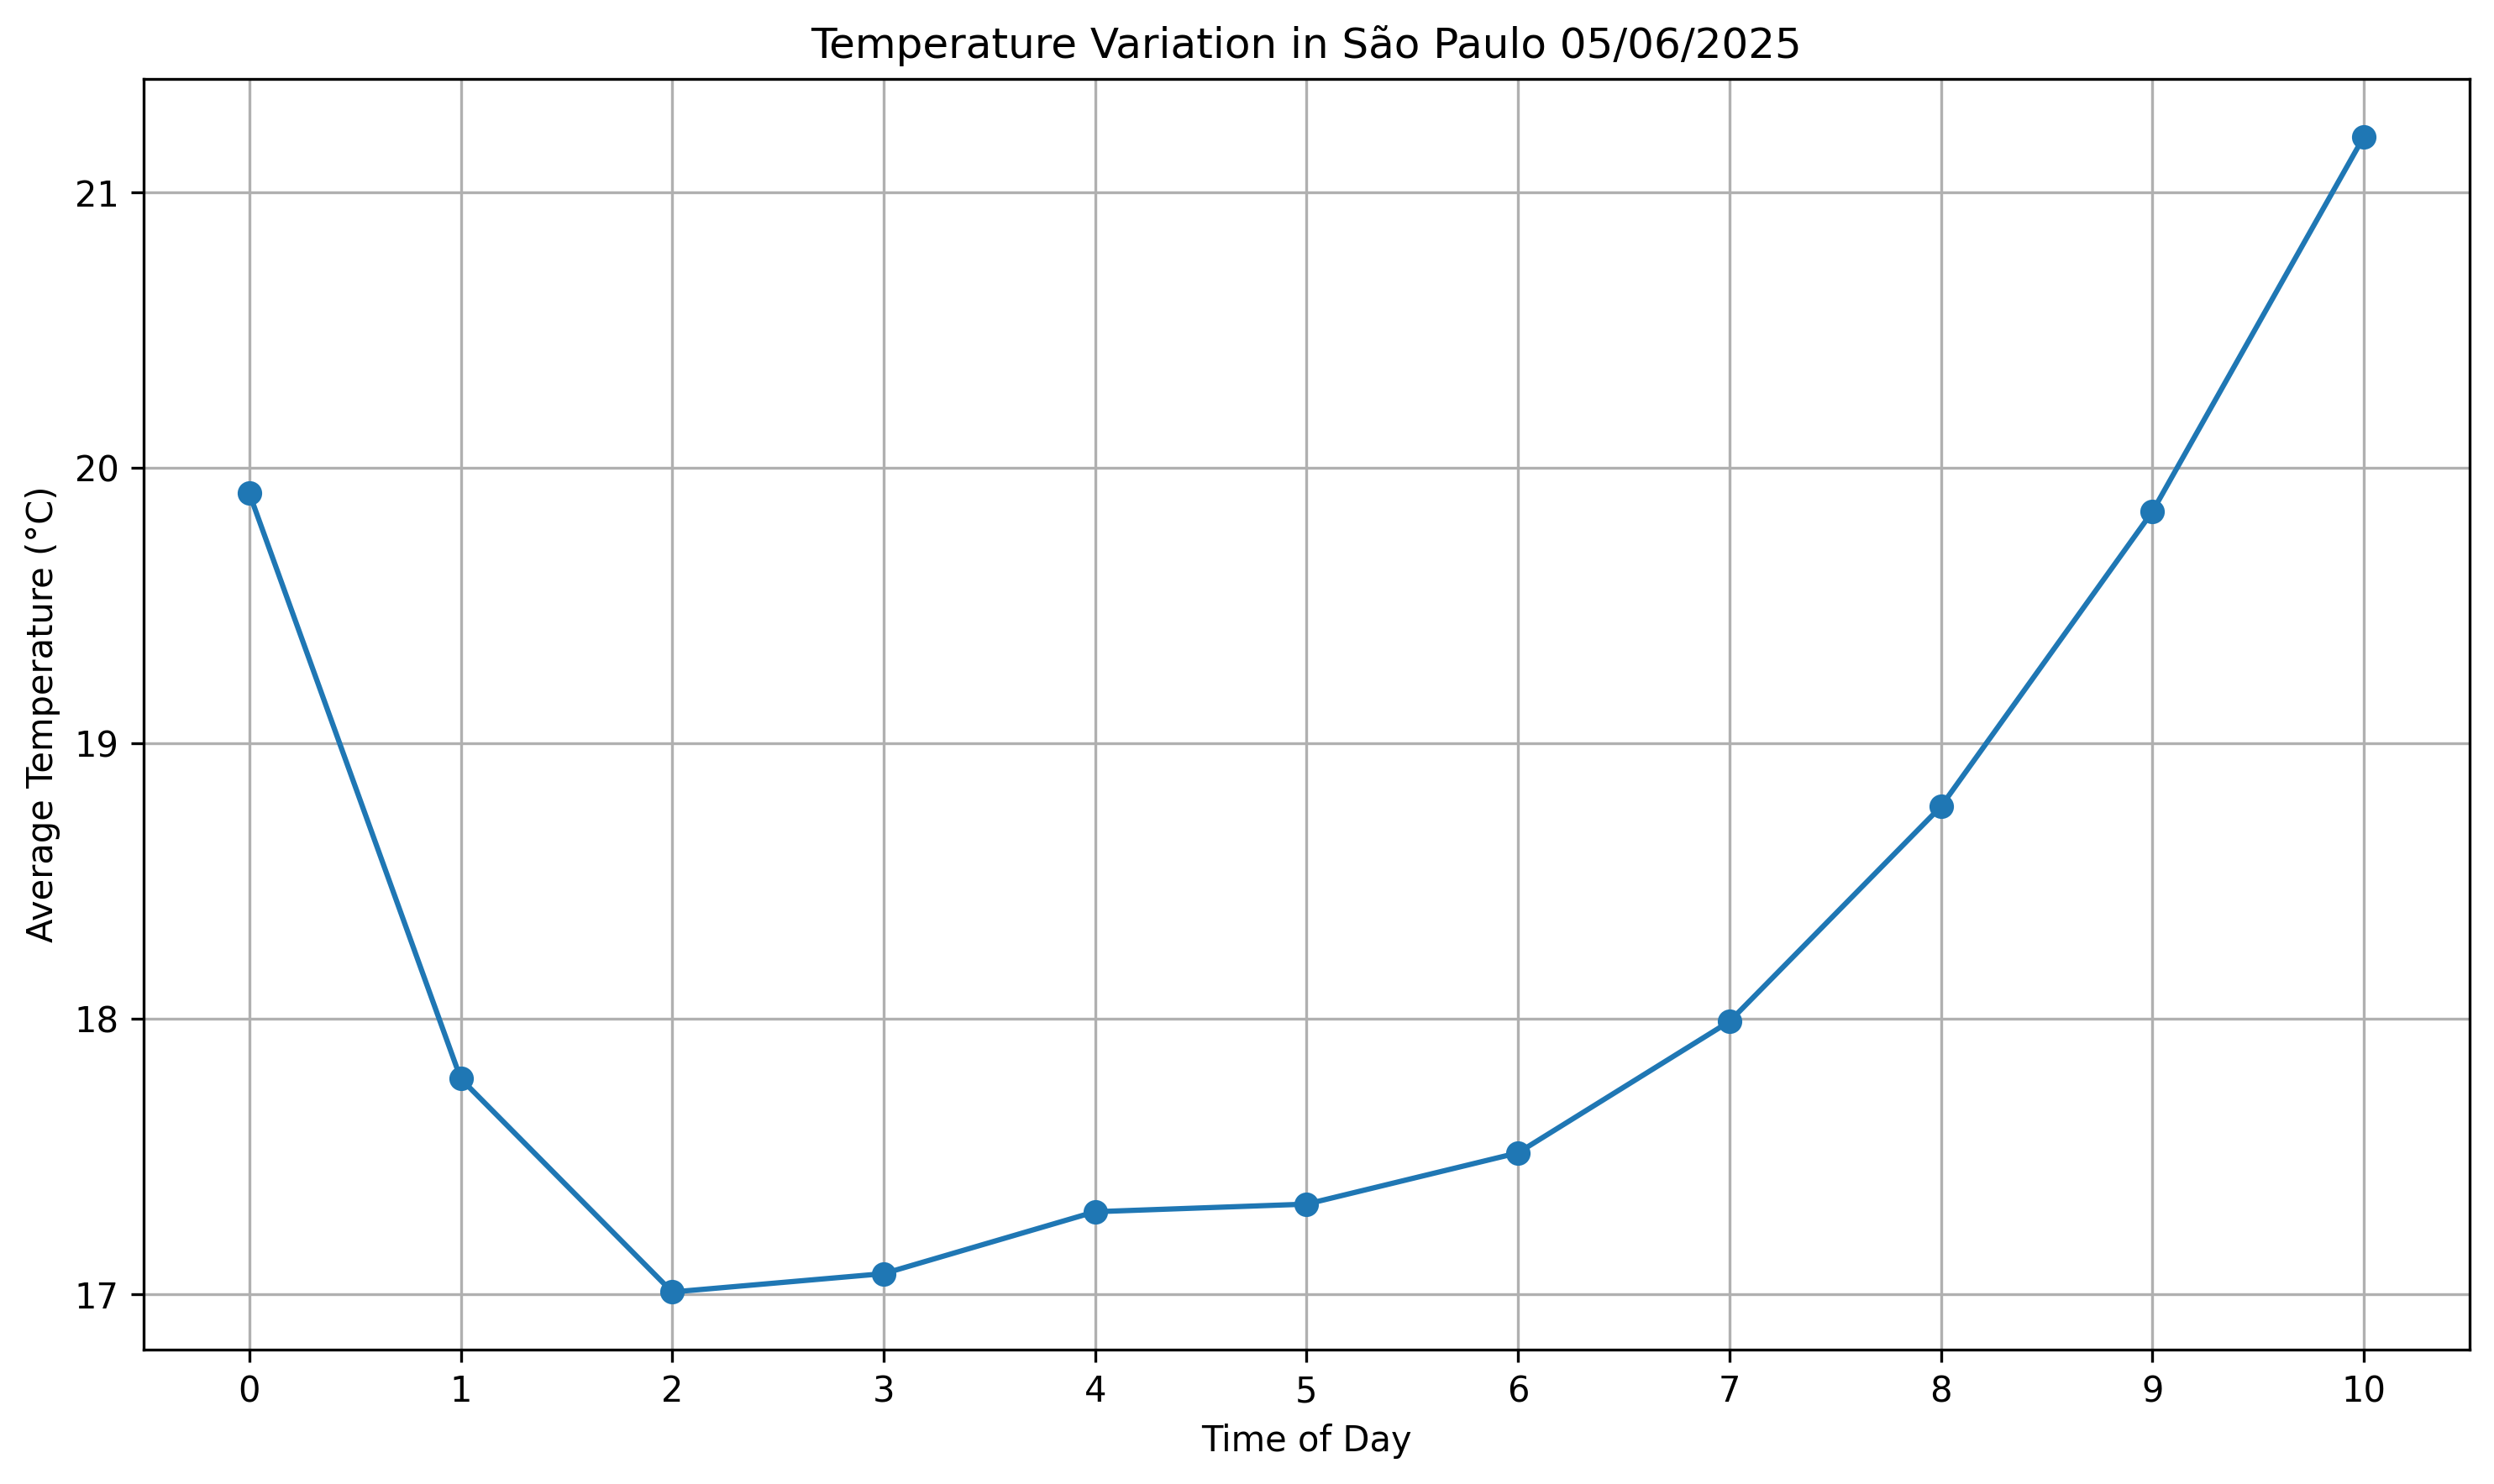 Temperature Variation in São Paulo 05/06/2025
21
20
19
18
17
Average Temperature (°C)
0 1 2 3 4 5 6 7 8 9 10
Time of Day